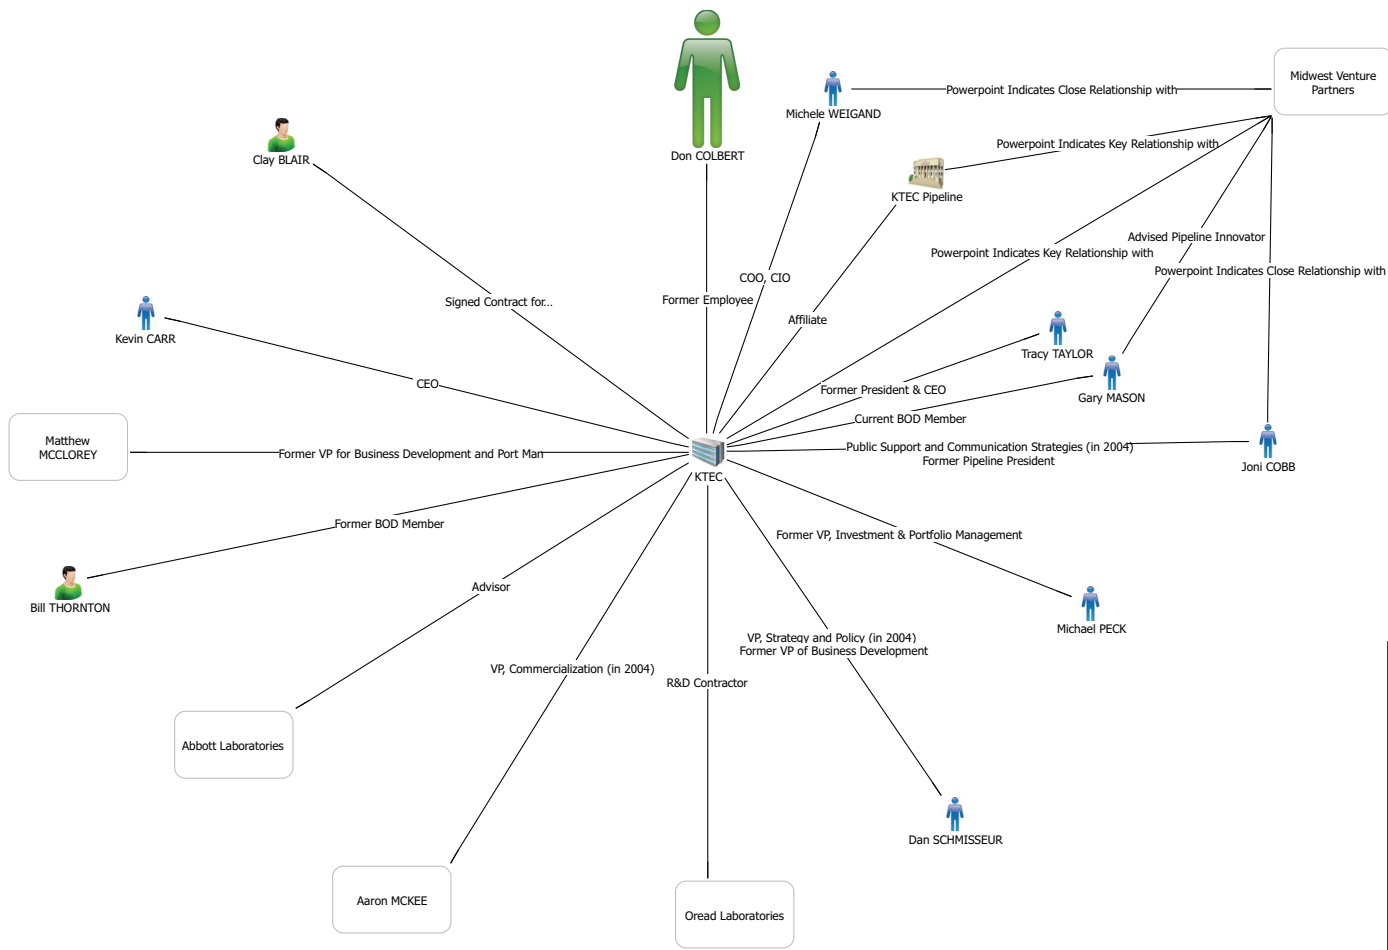 Midwest Venture
Partners
Powerpoint Indicates Close Relationship with
Michele WEIGAND
Powerpoint Indicates Key Relationship with
Don COLBERT
Clay BLAIR
KTEC Pipeline
Advised Pipeline Innovator
Powerpoint Indicates Key Relationship with
Powerpoint Indicates Close Relationship with
COO, CIO
Former Employee
Signed Contract for...
Affiliate
Kevin CARR
Tracy TAYLOR
CEO
Former President & CEO
Gary MASON
Current BOD Member
Matthew
MCCLOREY
Former VP for Business Development and Port Man
Public Support and Communication Strategies (in 2004)
Former Pipeline President
Joni COBB
KTEC
Former BOD Member
Former VP, Investment & Portfolio Management
Advisor
Bill THORNTON
Michael PECK
VP, Strategy and Policy (in 2004)
Former VP of Business Development
VP, Commercialization (in 2004)
R&D Contractor
Abbott Laboratories
Dan SCHMISSEUR
Aaron MCKEE
Oread Laboratories